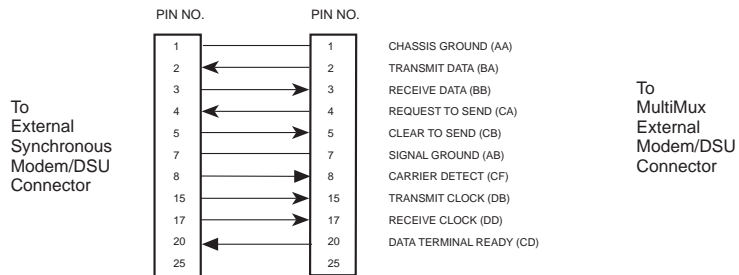 PIN NO. PIN NO.
1 1 CHASSIS GROUND (AA)
2 2 TRANSMIT DATA (BA)
3 3 RECEIVE DATA (BB)
4 4 REQUEST TO SEND (CA)
5 5 CLEAR TO SEND (CB)
7 7 SIGNAL GROUND (AB)
8 8 CARRIER DETECT (CF)
15 15 TRANSMIT CLOCK (DB)
17 17 RECEIVE CLOCK (DD)
20 20 DATA TERMINAL READY (CD)
25 25
To
External
Synchronous
Modem/DSU
Connector
To
MultiMux
External
Modem/DSU
Connector